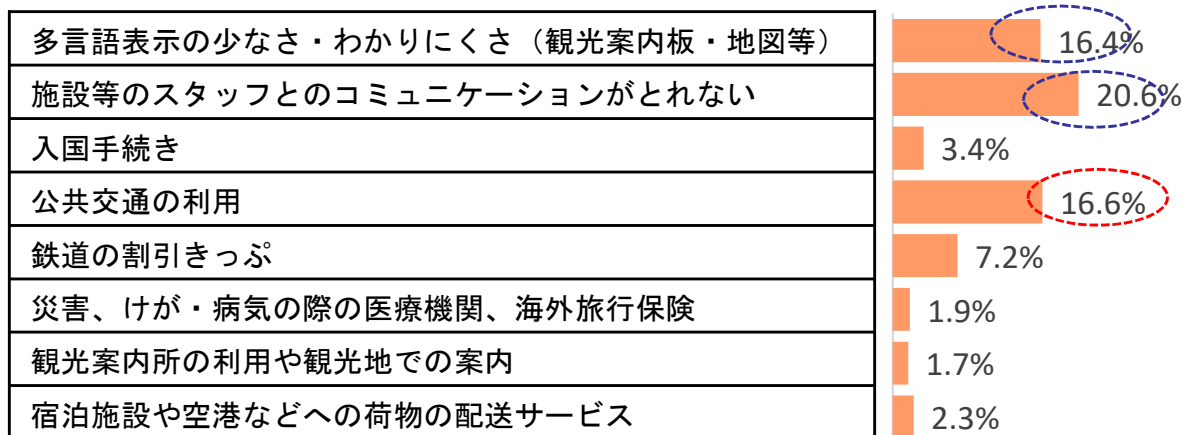 多言語表示の少なさ・わかりにくさ（観光案内板・地図等） 16.4%
施設等のスタッフとのコミュニケーションがとれない 20.6%
入国手続き 3.4%
公共交通の利用 16.6%
鉄道の割引きっぷ 7.2%
災害、けが・病気の際の医療機関、海外旅行保険 1.9%
観光案内所の利用や観光地での案内 1.7%
宿泊施設や空港などへの荷物の配送サービス 2.3%